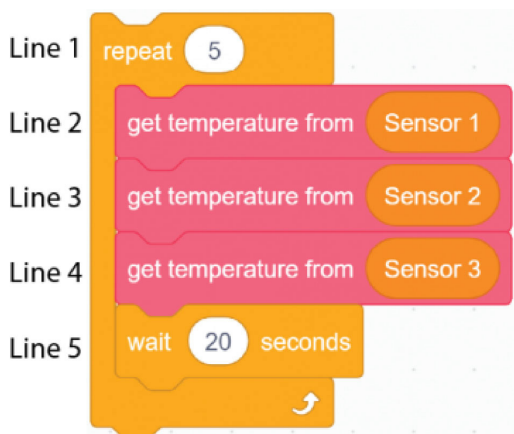 Line 1 repeat 5
Line 2 get temperature from Sensor 1
Line 3 get temperature from Sensor 2
Line 4 get temperature from Sensor 3
Line 5 wait 20 seconds